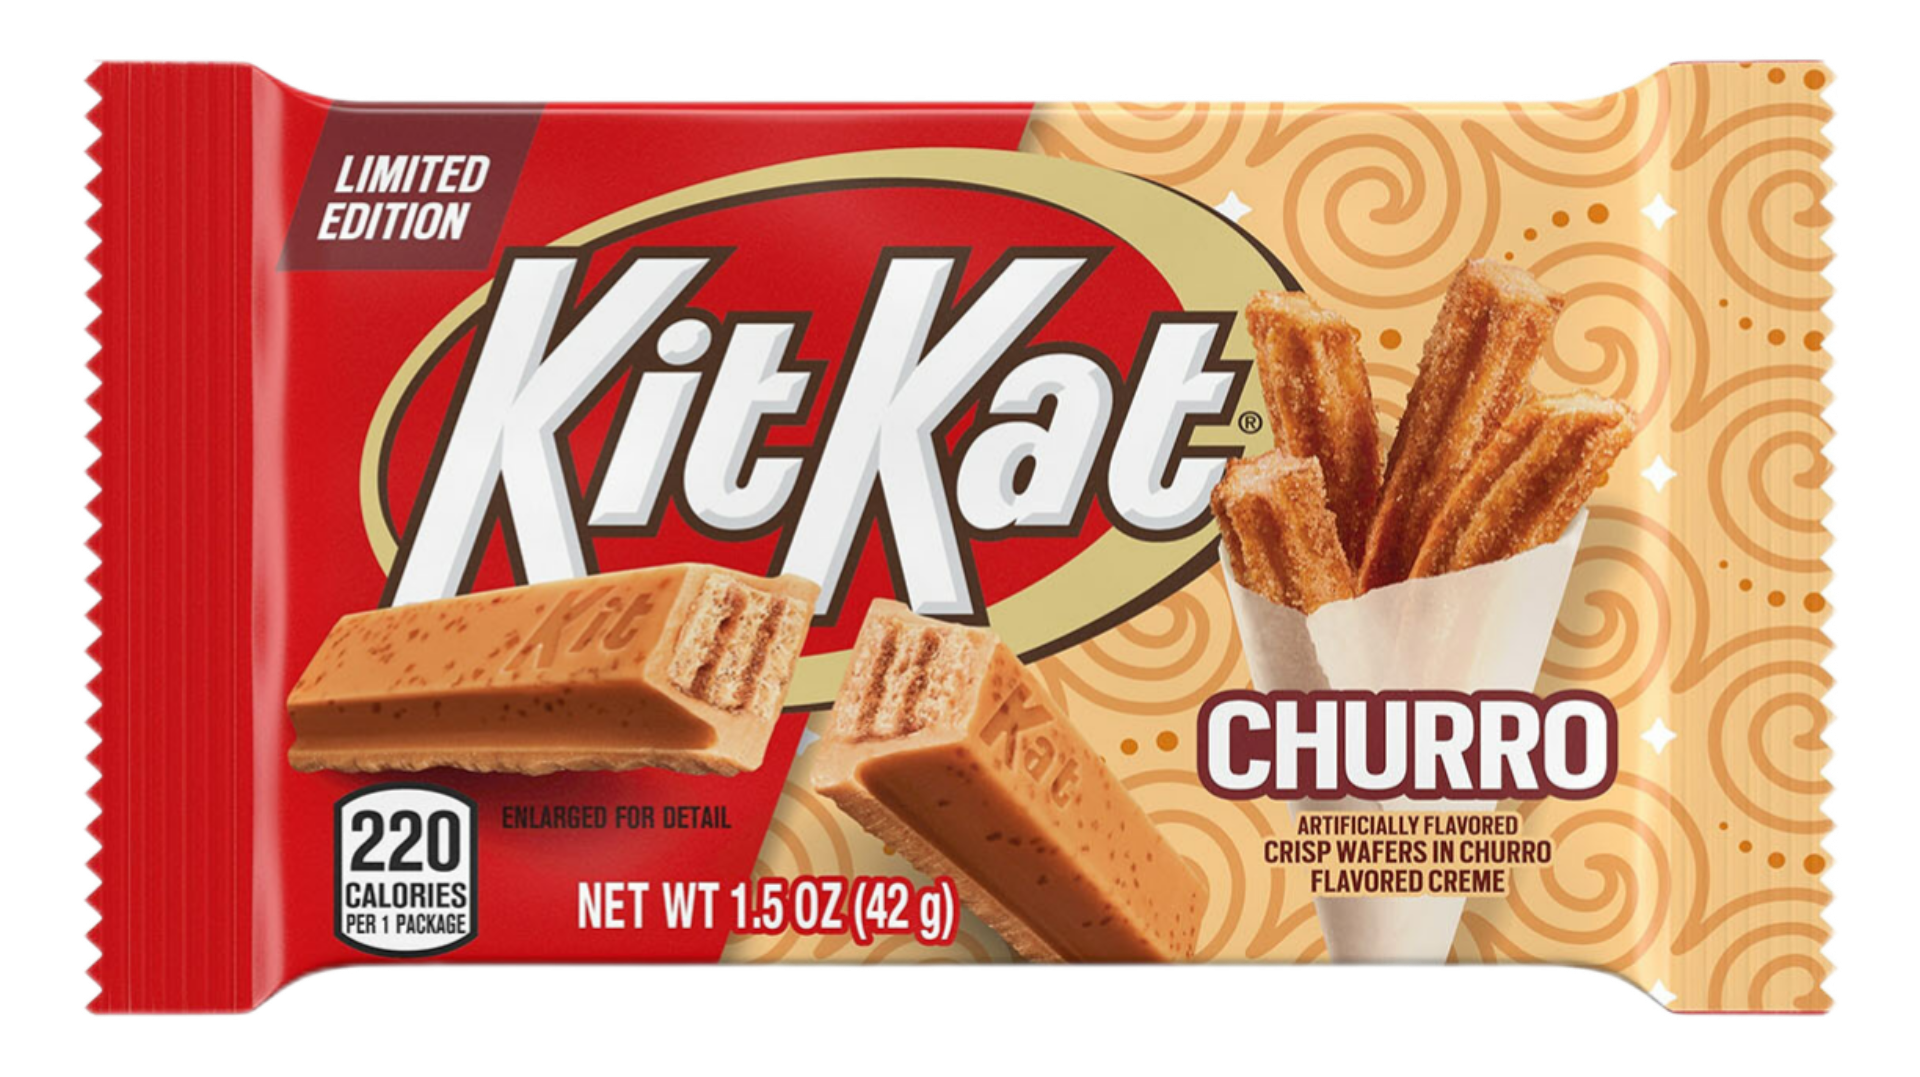 LIMITED
EDITION
KitKat®
Kit
Kat
CHURRO
ARTIFICIALLY FLAVORED
CRISP WAFERS IN CHURRO
FLAVORED CREME
220
CALORIES
PER 1 PACKAGE
ENLARGED FOR DETAIL
NET WT 1.5 OZ (42 g)